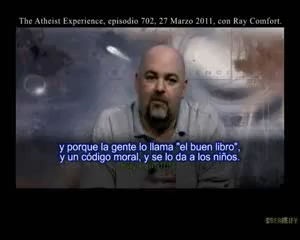 The Atheist Experience, episodio 702, 27 Marzo 2011, con Ray Comfort.
y porque la gente lo llama "el buen libro",
y un código moral, y se lo da a los niños.